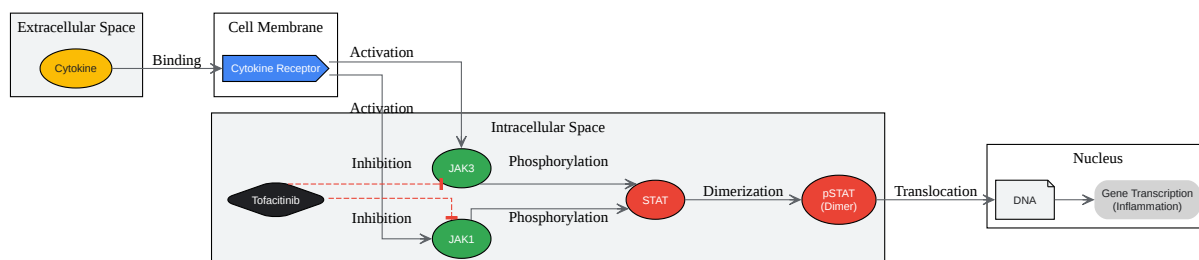 Extracellular Space
Cytokine
Binding
Cell Membrane
Cytokine Receptor
Activation
Activation
Intracellular Space
Inhibition
JAK3
Phosphorylation
Tofacitinib
Inhibition
JAK1
Phosphorylation
STAT
Dimerization
pSTAT
(Dimer)
Translocation
Nucleus
DNA
Gene Transcription
(Inflammation)